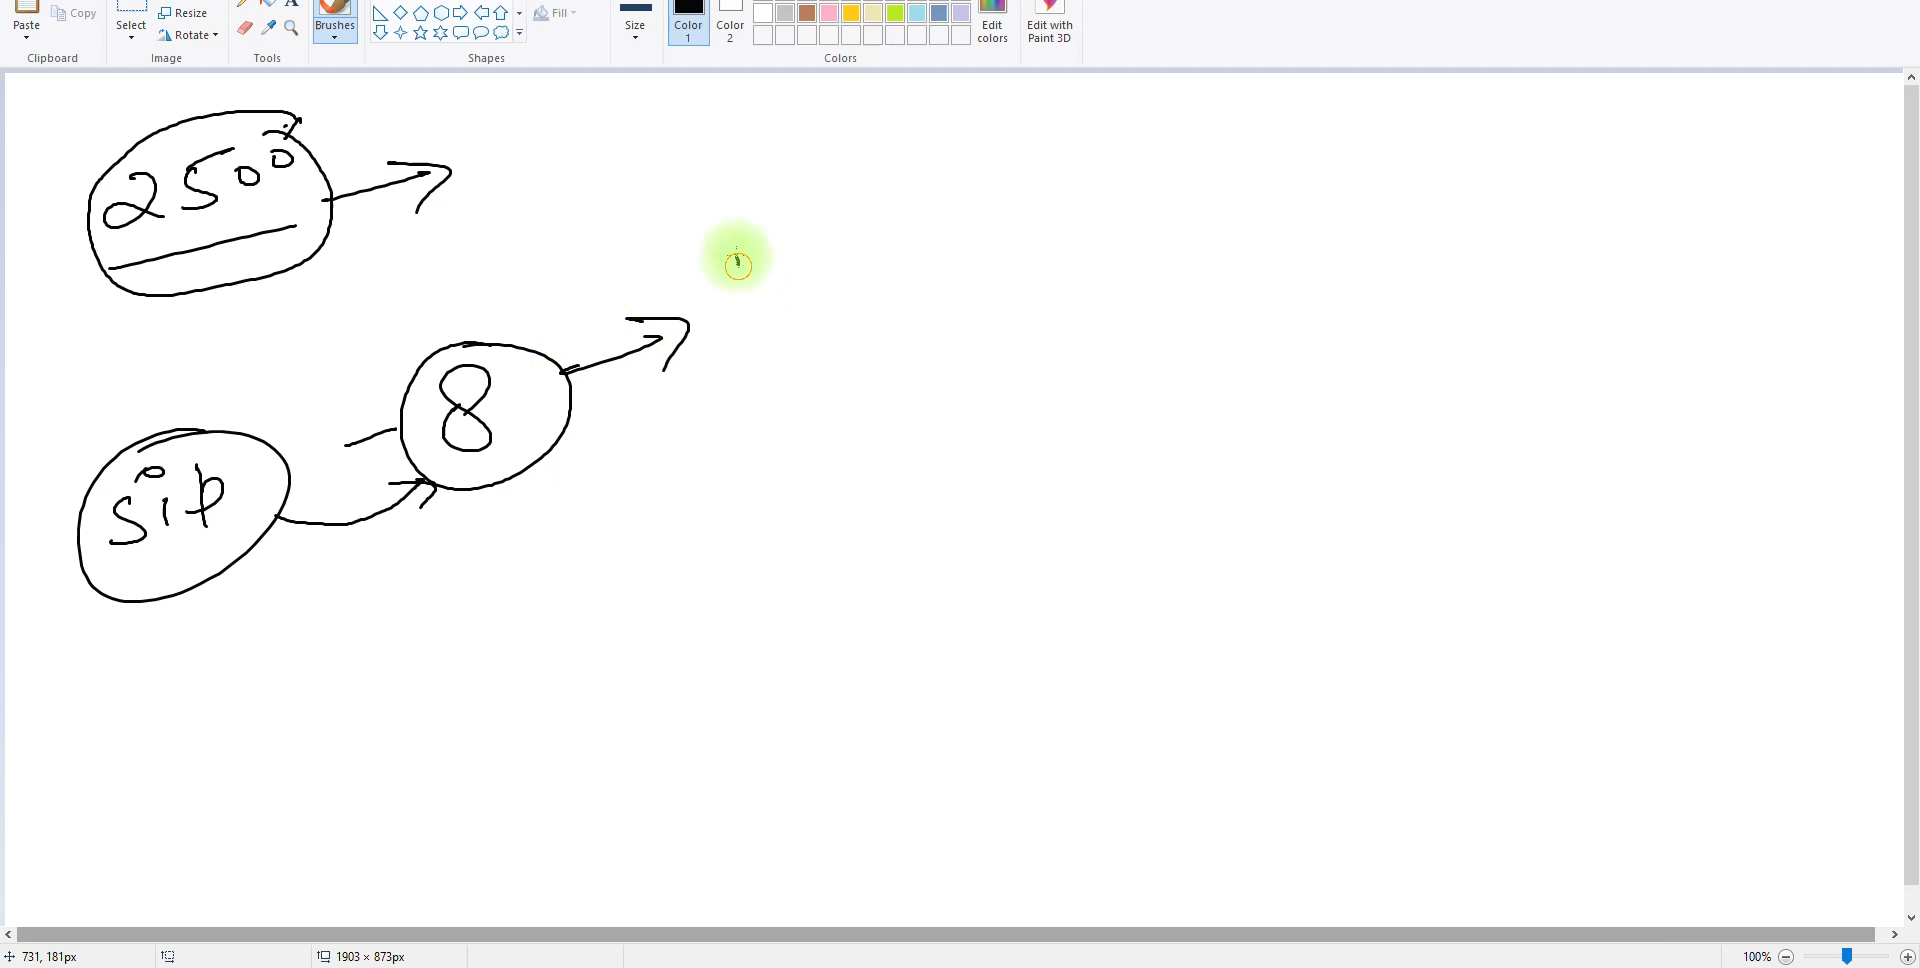 Paste
Copy
Clipboard
Select
Resize
Rotate
Image
Tools
Brushes
Shapes
Fill
Size
Color 1
Color 2
Edit colors
Edit with Paint 3D
Colors
2500
8
sip
731, 181px
1903 × 873px
100%